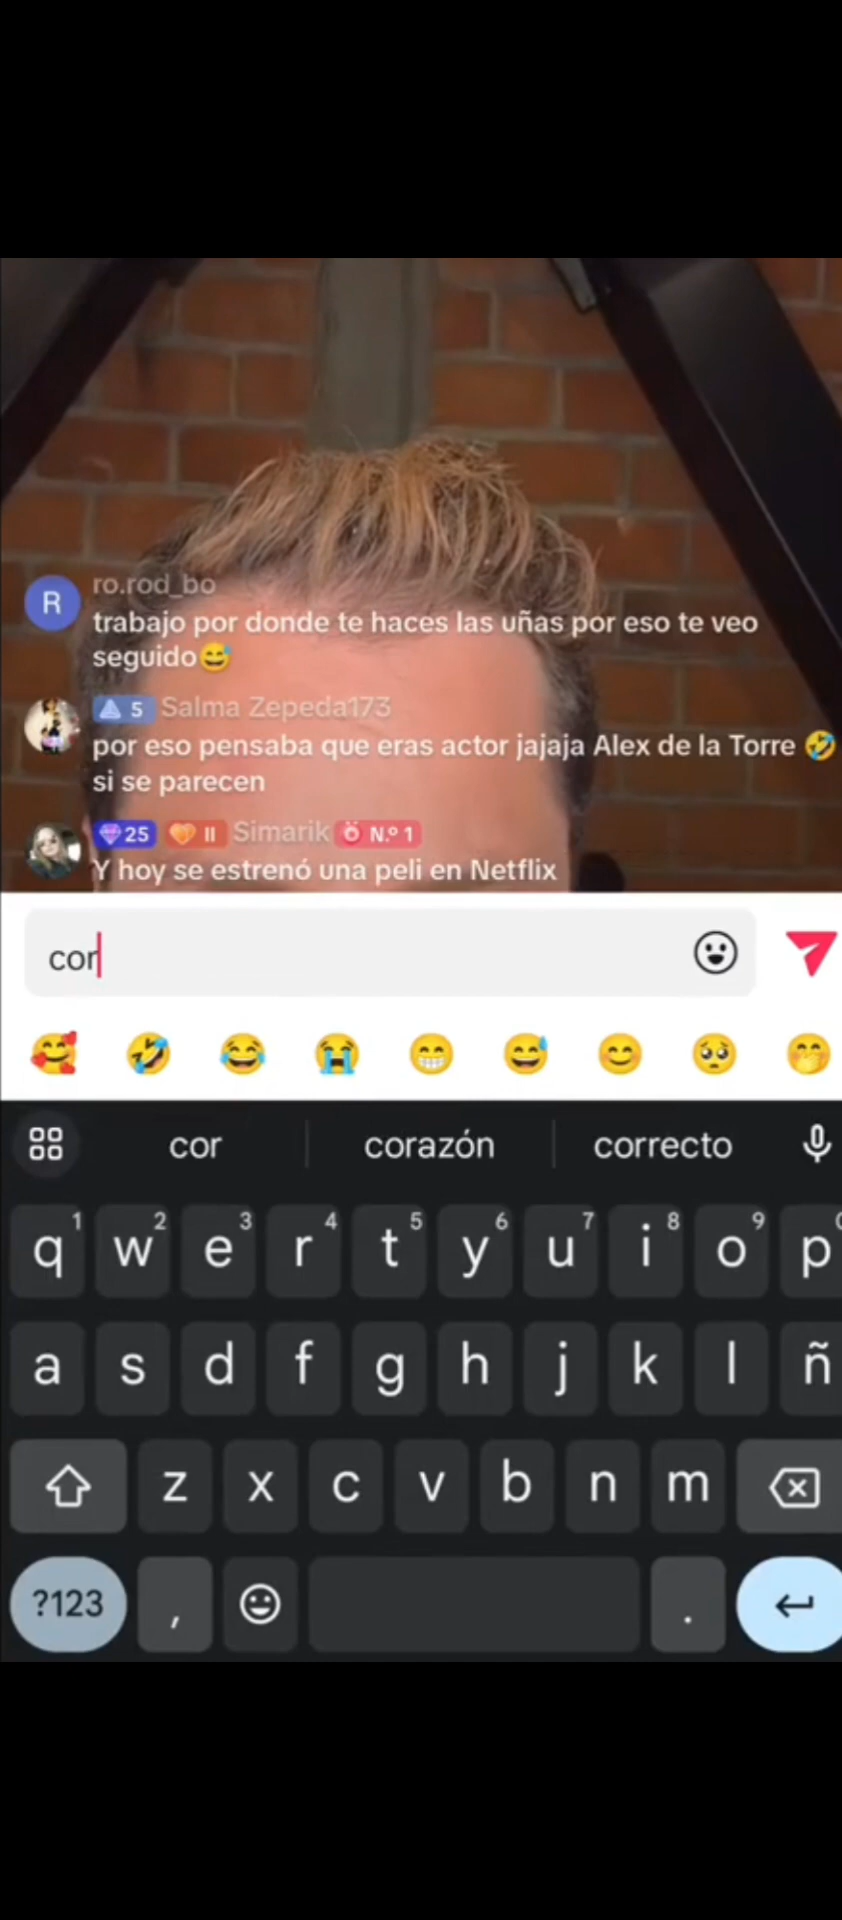 R
ro.rod_bo
trabajo por donde te haces las uñas por eso te veo
seguido😅
5 Salma Zepeda173
por eso pensaba que eras actor jajaja Alex de la Torre 🤣
si se parecen
25 II Simarik N.º 1
Y hoy se estrenó una peli en Netflix
cor
cor corazón correcto
1 2 3 4 5 6 7 8 9 0
q w e r t y u i o p
a s d f g h j k l ñ
z x c v b n m
?123 , .